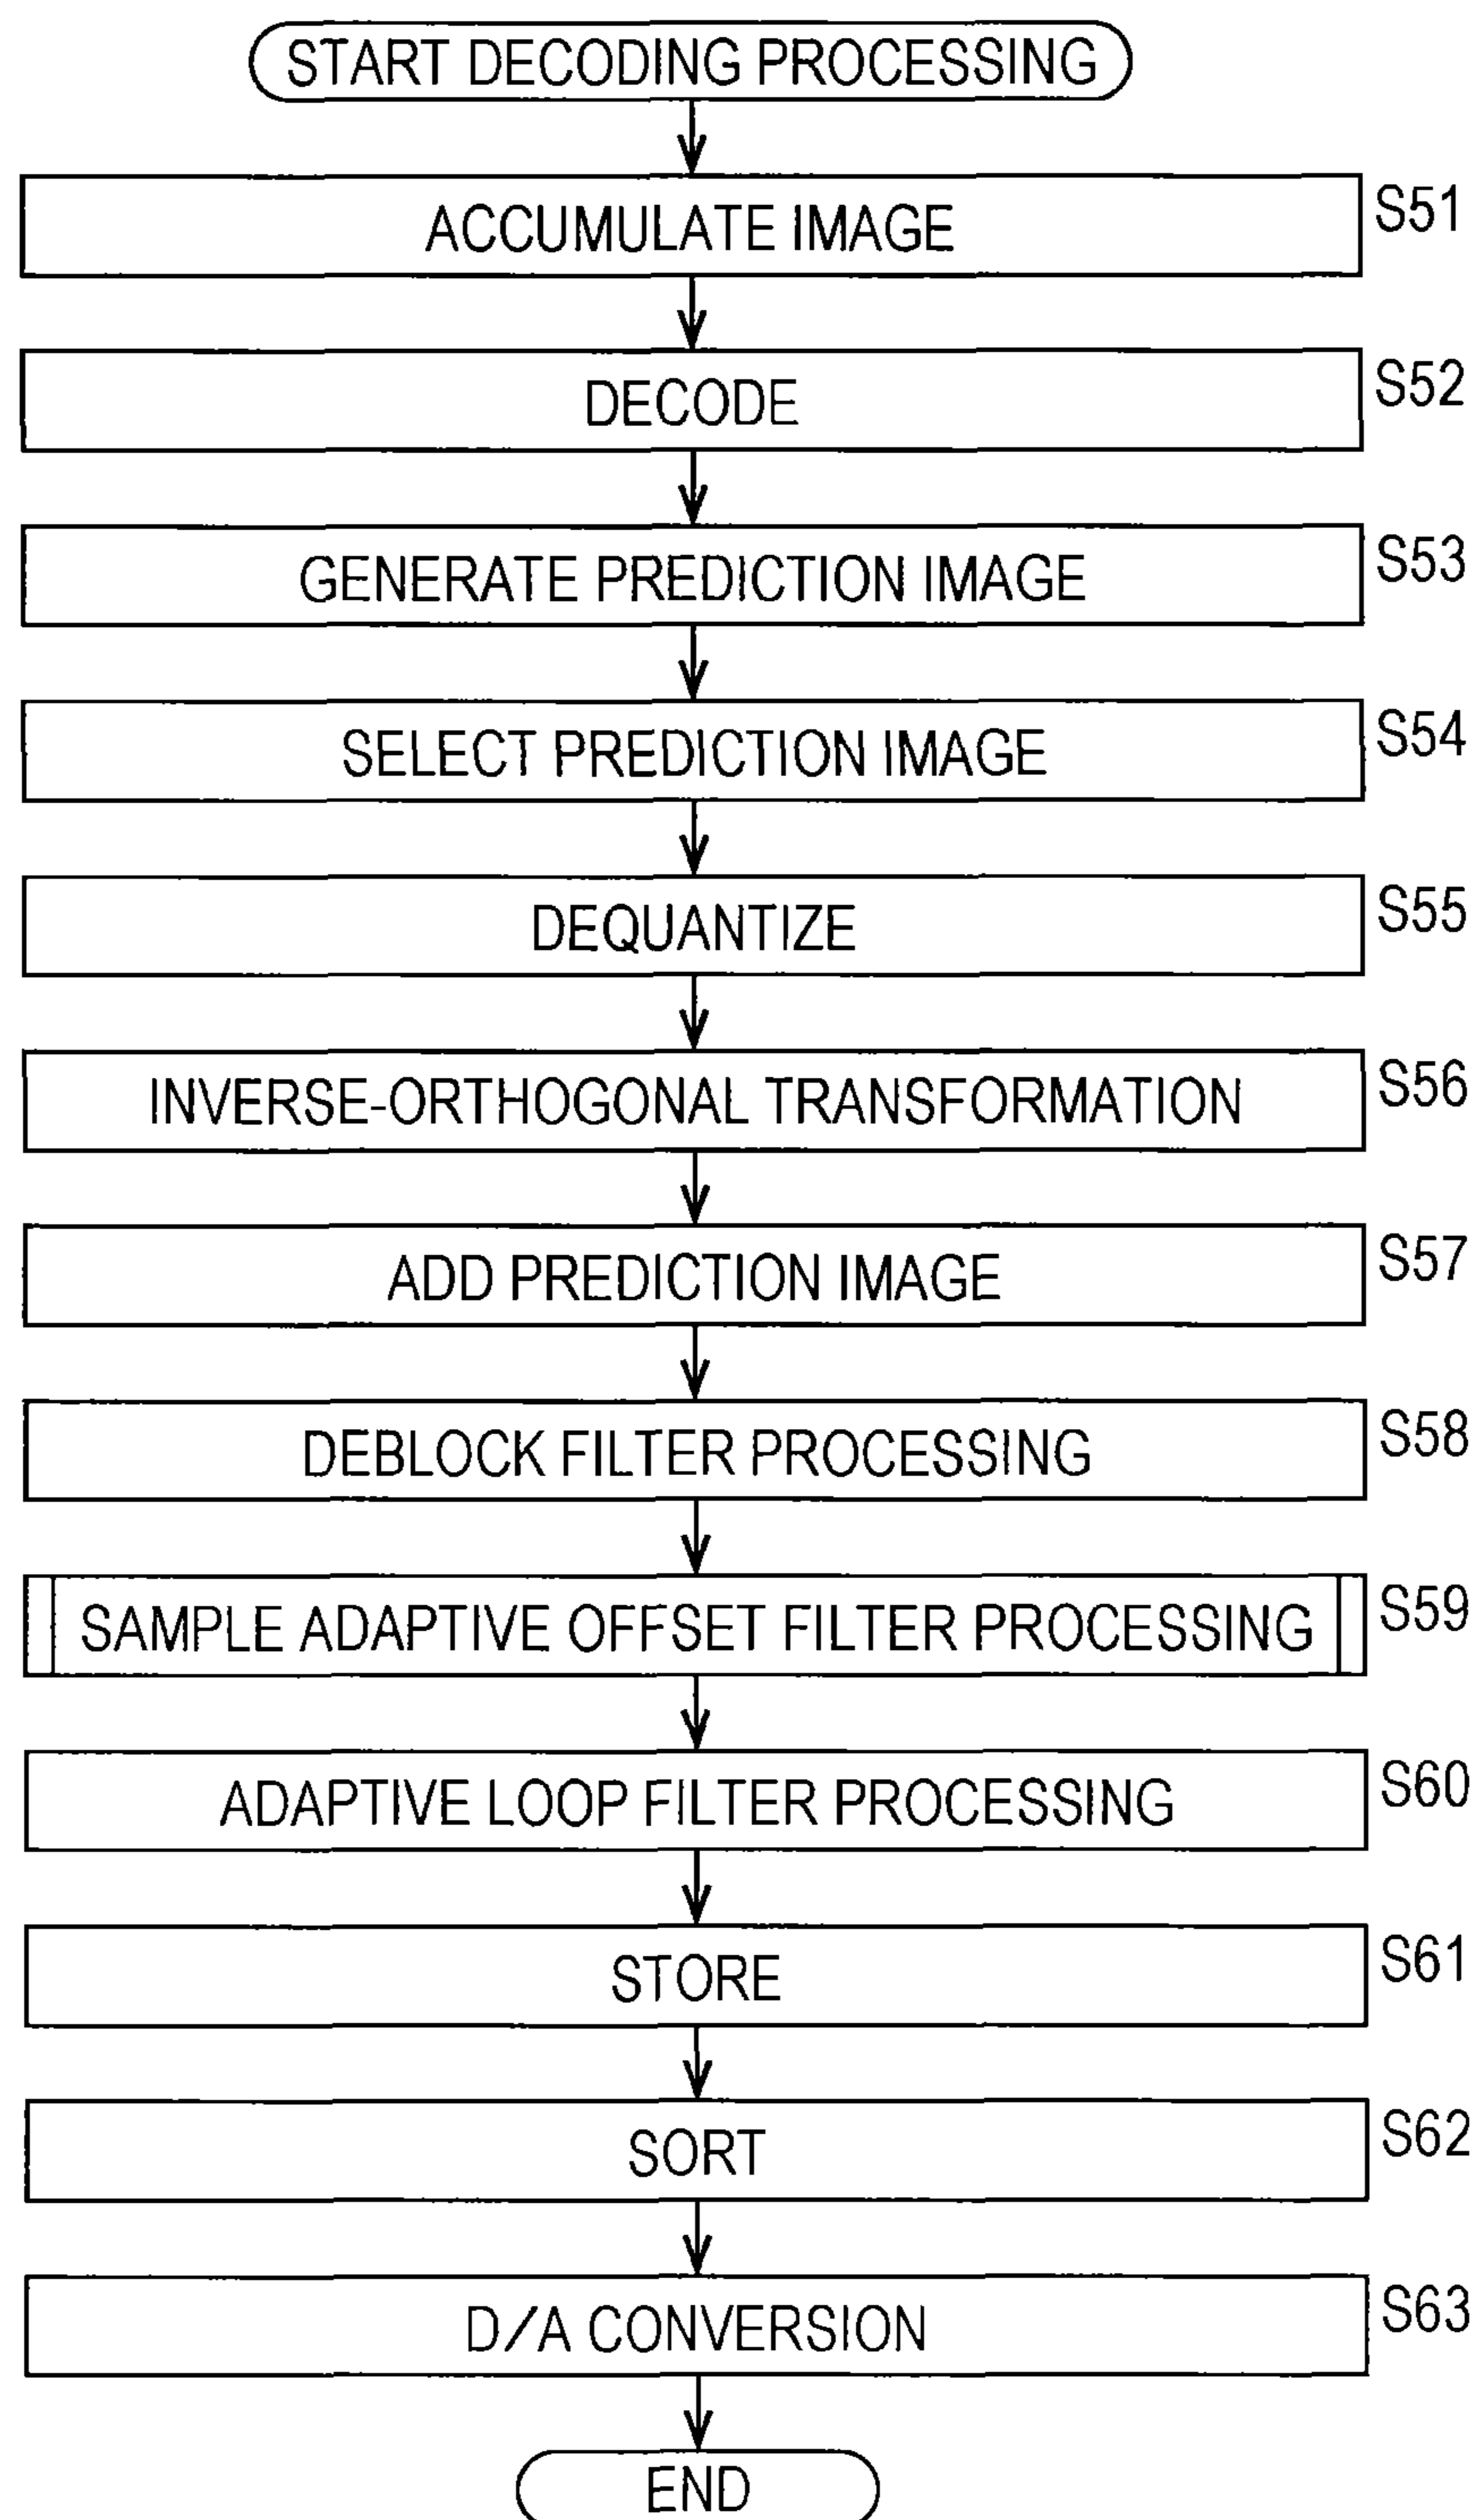 START DECODING PROCESSING
ACCUMULATE IMAGE S51
DECODE S52
GENERATE PREDICTION IMAGE S53
SELECT PREDICTION IMAGE S54
DEQUANTIZE S55
INVERSE-ORTHOGONAL TRANSFORMATION S56
ADD PREDICTION IMAGE S57
DEBLOCK FILTER PROCESSING S58
SAMPLE ADAPTIVE OFFSET FILTER PROCESSING S59
ADAPTIVE LOOP FILTER PROCESSING S60
STORE S61
SORT S62
D/A CONVERSION S63
END